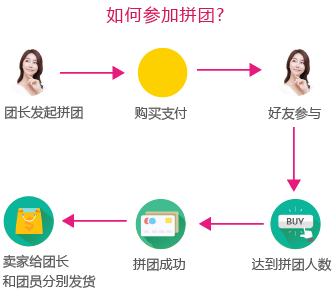 如何参加拼团?
团长发起拼团
购买支付
好友参与
BUY
达到拼团人数
拼团成功
卖家给团长
和团员分别发货